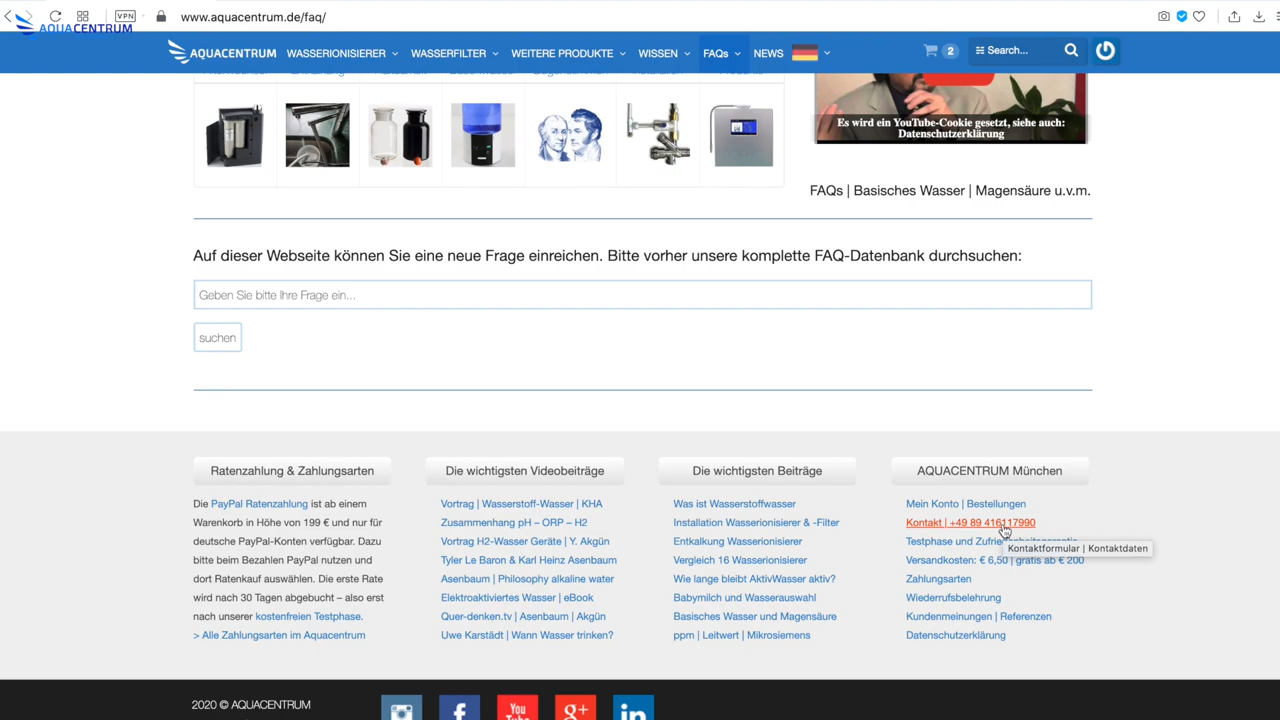 VPN
www.aquacentrum.de/faq/
AQUACENTRUM
AQUACENTRUM
WASSERIONISIERER
WASSERFILTER
WEITERE PRODUKTE
WISSEN
FAQs
NEWS
2
Search...
Es wird ein YouTube-Cookie gesetzt, siehe auch:
Datenschutzerklärung
FAQs | Basisches Wasser | Magensäure u.v.m.
Auf dieser Webseite können Sie eine neue Frage einreichen. Bitte vorher unsere komplette FAQ-Datenbank durchsuchen:
Geben Sie bitte Ihre Frage ein...
suchen
Ratenzahlung & Zahlungsarten
Die PayPal Ratenzahlung ist ab einem
Warenkorb in Höhe von 199 € und nur für
deutsche PayPal-Konten verfügbar. Dazu
bitte beim Bezahlen PayPal nutzen und
dort Ratenkauf auswählen. Die erste Rate
wird nach 30 Tagen abgebucht – also erst
nach unserer kostenfreien Testphase.
> Alle Zahlungsarten im Aquacentrum
Die wichtigsten Videobeiträge
Vortrag | Wasserstoff-Wasser | KHA
Zusammenhang pH – ORP – H2
Vortrag H2-Wasser Geräte | Y. Akgün
Tyler Le Baron & Karl Heinz Asenbaum
Asenbaum | Philosophy alkaline water
Elektroaktiviertes Wasser | eBook
Quer-denken.tv | Asenbaum | Akgün
Uwe Karstädt | Wann Wasser trinken?
Die wichtigsten Beiträge
Was ist Wasserstoffwasser
Installation Wasserionisierer & -Filter
Entkalkung Wasserionisierer
Vergleich 16 Wasserionisierer
Wie lange bleibt AktivWasser aktiv?
Babymilch und Wasserauswahl
Basisches Wasser und Magensäure
ppm | Leitwert | Mikrosiemens
AQUACENTRUM München
Mein Konto | Bestellungen
Kontakt | +49 89 416117990
Testphase und
Kontaktformular | Kontaktdaten
Versandkosten: € 6,50 | gratis ab € 200
Zahlungsarten
Wiederrufsbelehrung
Kundenmeinungen | Referenzen
Datenschutzerklärung
2020 © AQUACENTRUM
f
You
Tube
g+
in